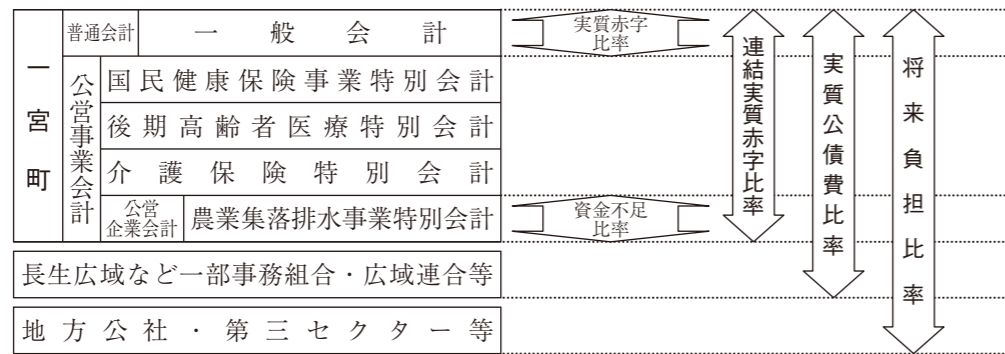 一宮町
普通会計
一般会計
公営事業会計
国民健康保険事業特別会計
後期高齢者医療特別会計
介護保険特別会計
公営
企業会計
農業集落排水事業特別会計
長生広域など一部事務組合・広域連合等
地方公社・第三セクター等
実質赤字
比率
資金不足
比率
連結実質赤字比率
実質公債費比率
将来負担比率